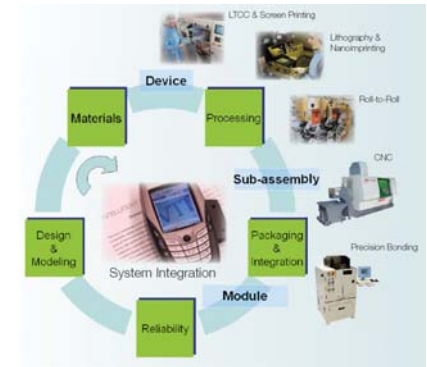 LTCC & Screen Printing
Lithography &
Nanoimprinting
Device
Materials
Processing
Roll-to-Roll
CNC
Sub-assembly
Design
&
Modeling
Packaging
&
Integration
System Integration
Precision Bonding
Module
Reliability